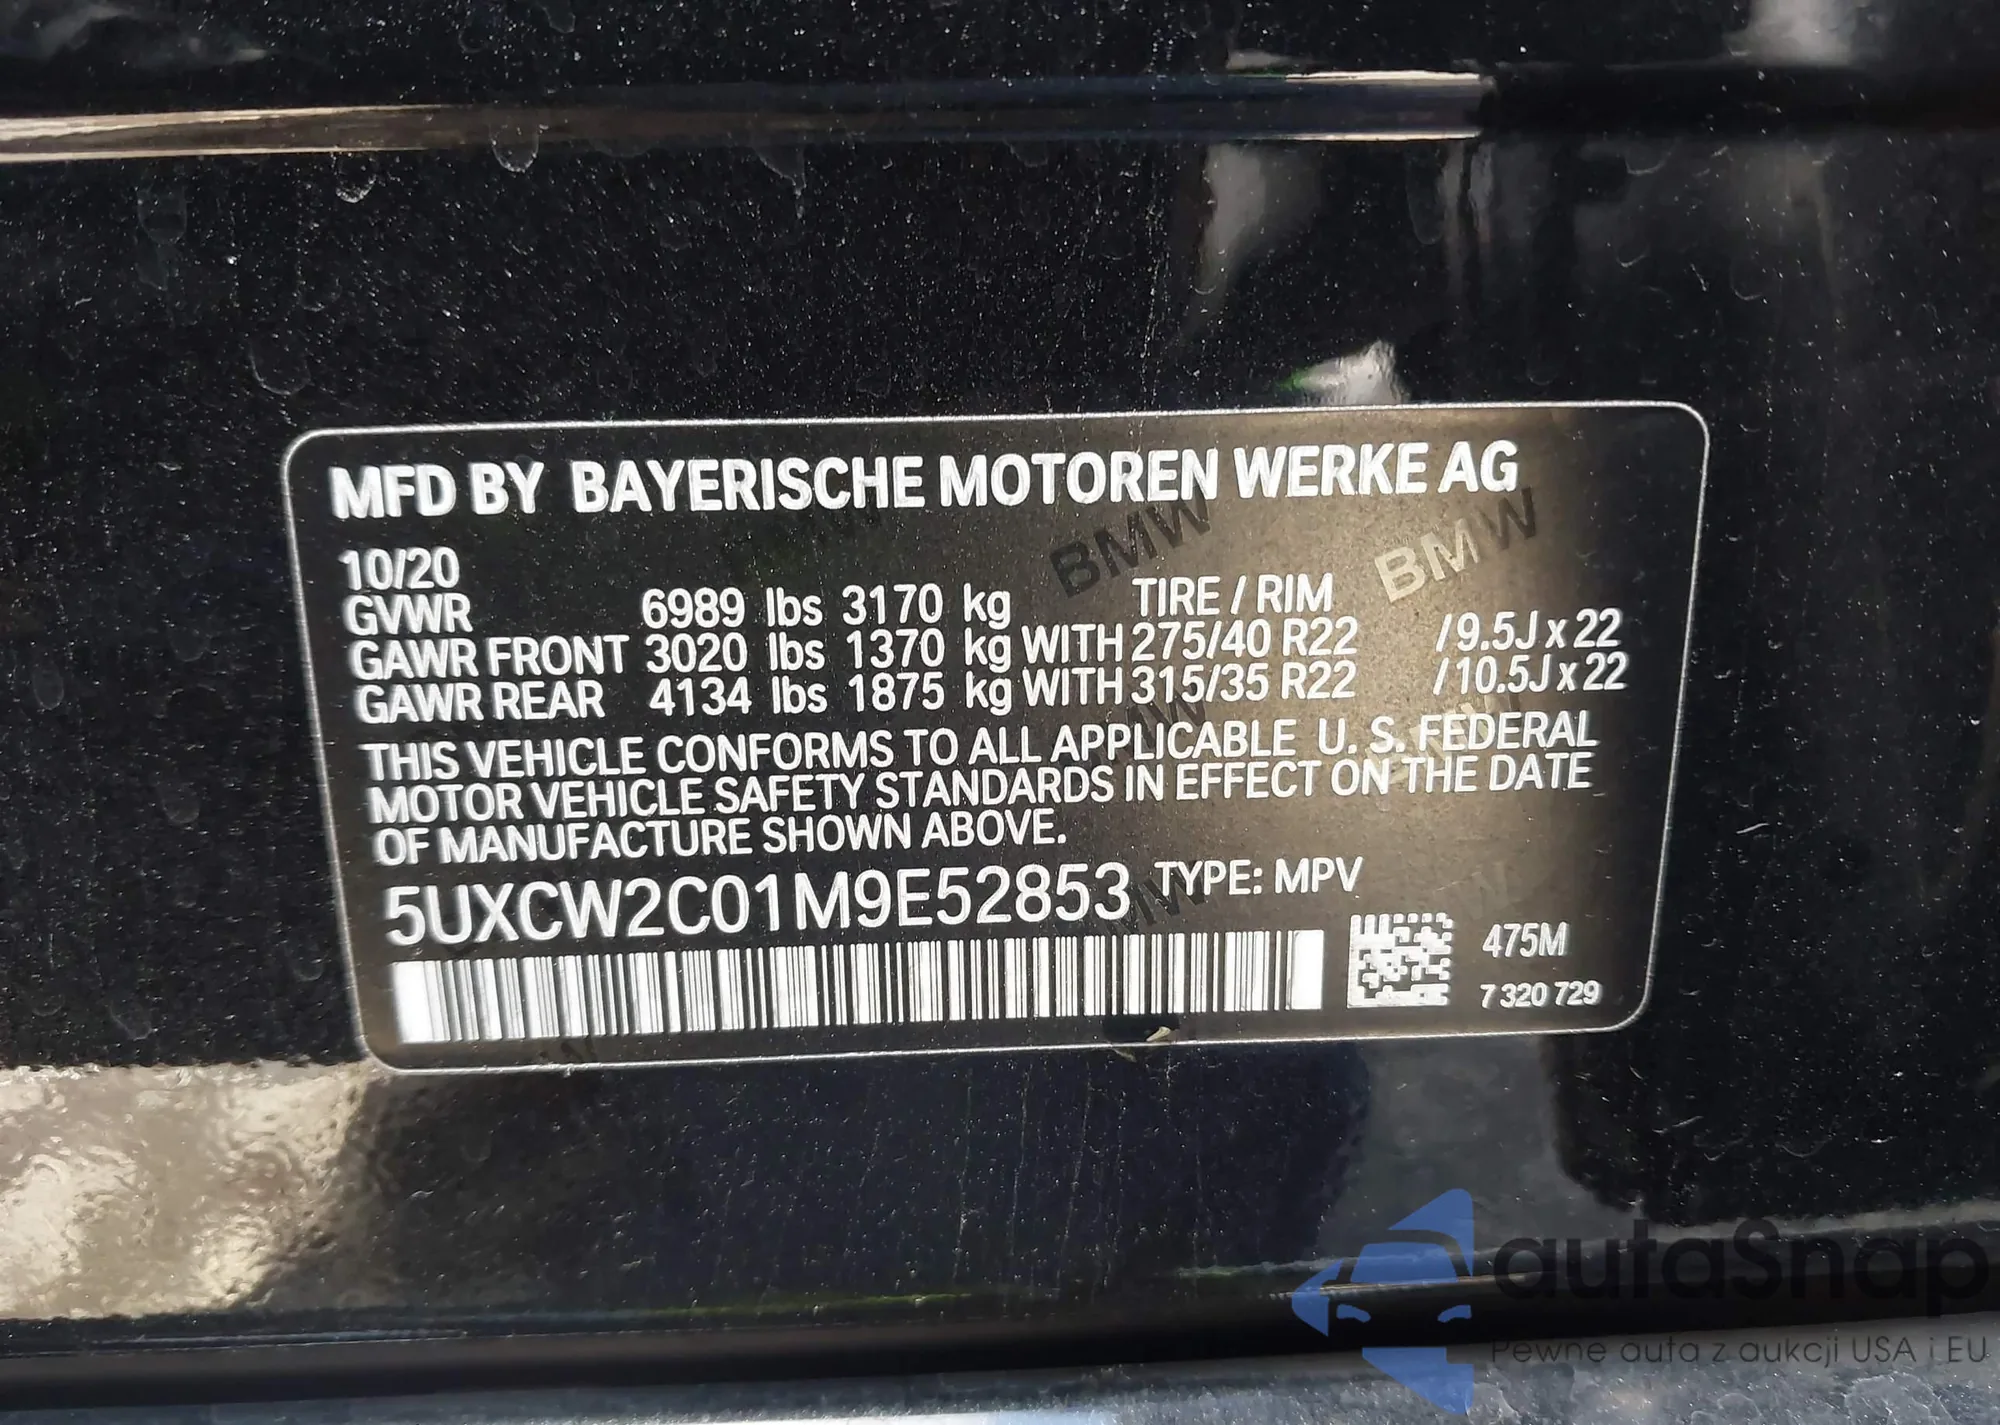 MFD BY BAYERISCHE MOTOREN WERKE AG
10/20
TIRE / RIM
GVWR 6989 lbs 3170 kg
GAWR FRONT 3020 lbs 1370 kg WITH 275/40 R22 /9.5J x 22
GAWR REAR 4134 lbs 1875 kg WITH 315/35 R22 /10.5J x 22
THIS VEHICLE CONFORMS TO ALL APPLICABLE U. S. FEDERAL
MOTOR VEHICLE SAFETY STANDARDS IN EFFECT ON THE DATE
OF MANUFACTURE SHOWN ABOVE.
5UXCW2C01M9E52853 TYPE: MPV
475M
7 320 729
BMW
BMW
autaSnap
Pewne auta z aukcji USA i EU